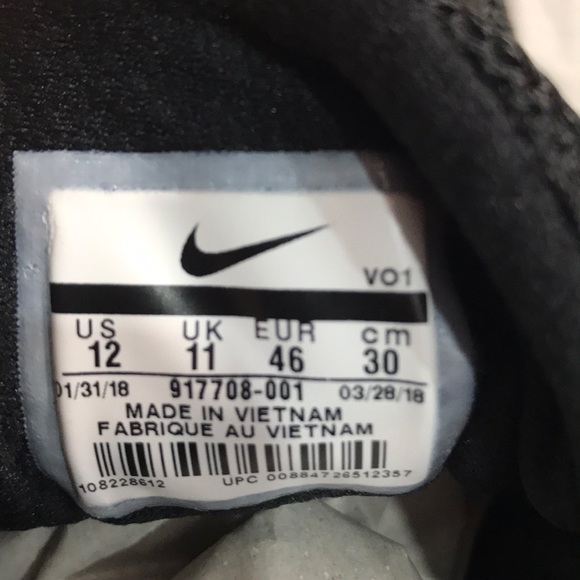 VO1
US UK EUR cm
12 11 46 30
01/31/18 917708-001 03/28/18
MADE IN VIETNAM
FABRIQUE AU VIETNAM
108228612 UPC 00884726512357